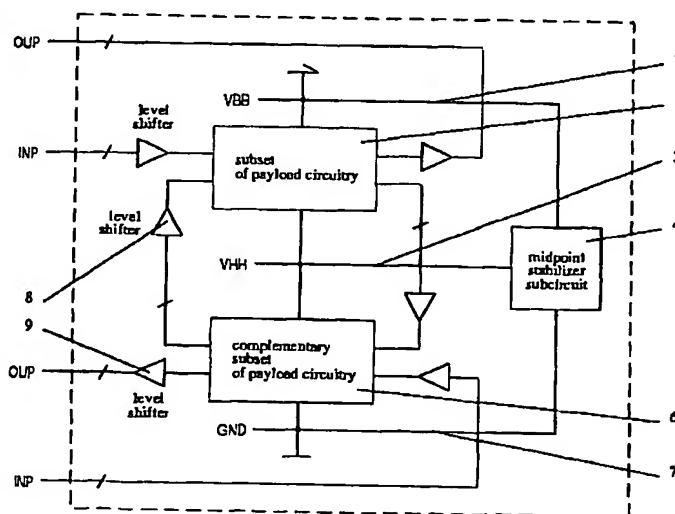 OUP
VBB
level
shifter
INP
subset
of payload circuitry
3
level
shifter
VHH
4
midpoint
stabilizer
subcircuit
8
9
complementary
subset
of payload circuitry
OUP
level
shifter
6
GND
7
INP